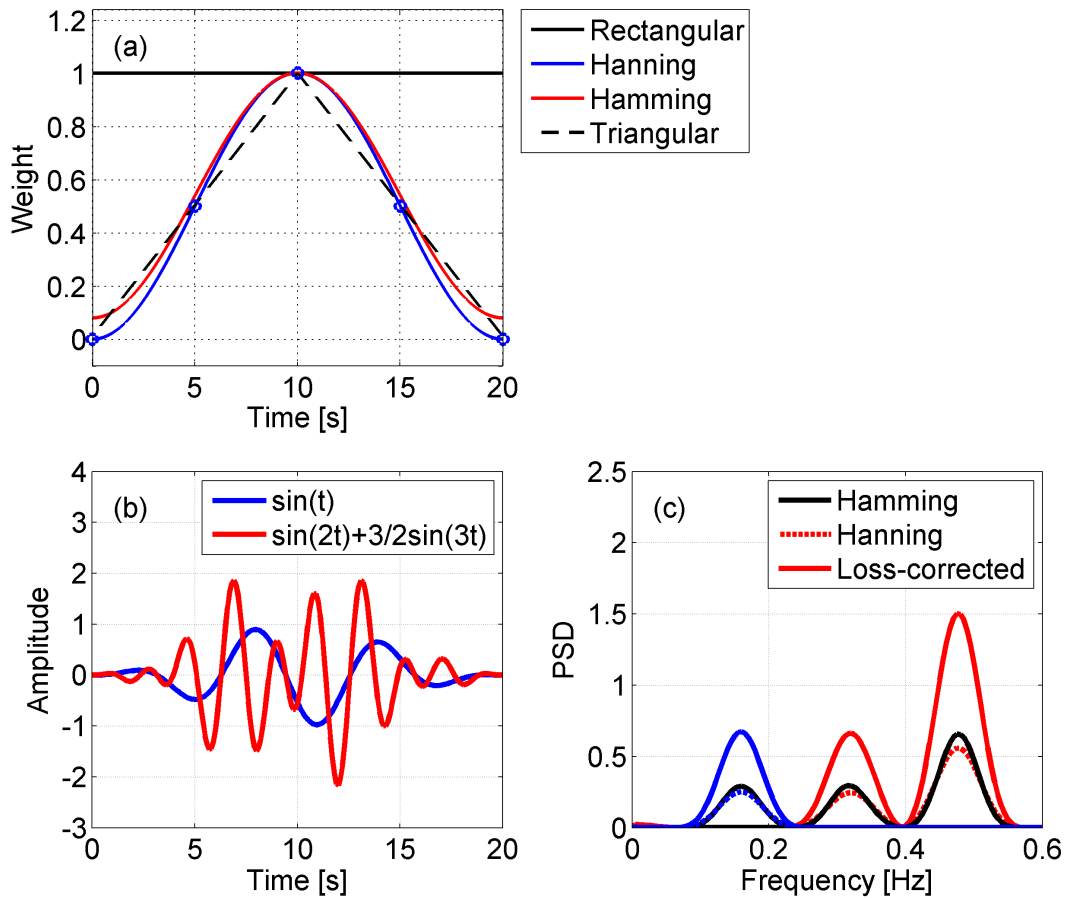 (a)
1.2
1
0.8
0.6
0.4
0.2
0
Weight
0 5 10 15 20
Time [s]
Rectangular
Hanning
Hamming
Triangular
(b)
4
3
2
1
0
-1
-2
-3
Amplitude
0 5 10 15 20
Time [s]
sin(t)
sin(2t)+3/2sin(3t)
(c)
2.5
2
1.5
1
0.5
0
PSD
0 0.2 0.4 0.6
Frequency [Hz]
Hamming
Hanning
Loss-corrected